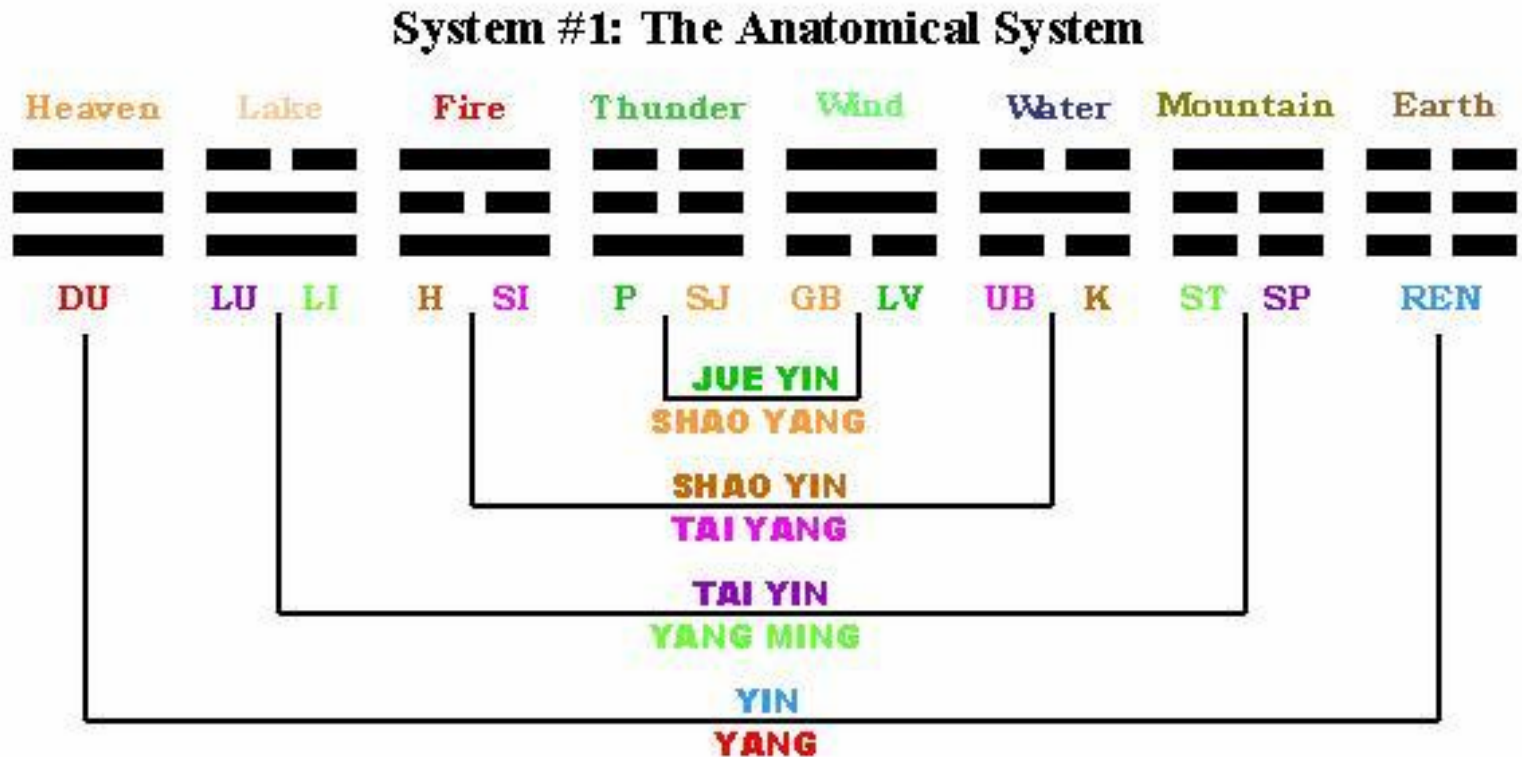 System #1: The Anatomical System
Heaven Lake Fire Thunder Wind Water Mountain Earth
DU LU LI H SI P SJ GB LV UB K ST SP REN
JUE YIN
SHAO YANG
SHAO YIN
TAI YANG
TAI YIN
YANG MING
YIN
YANG